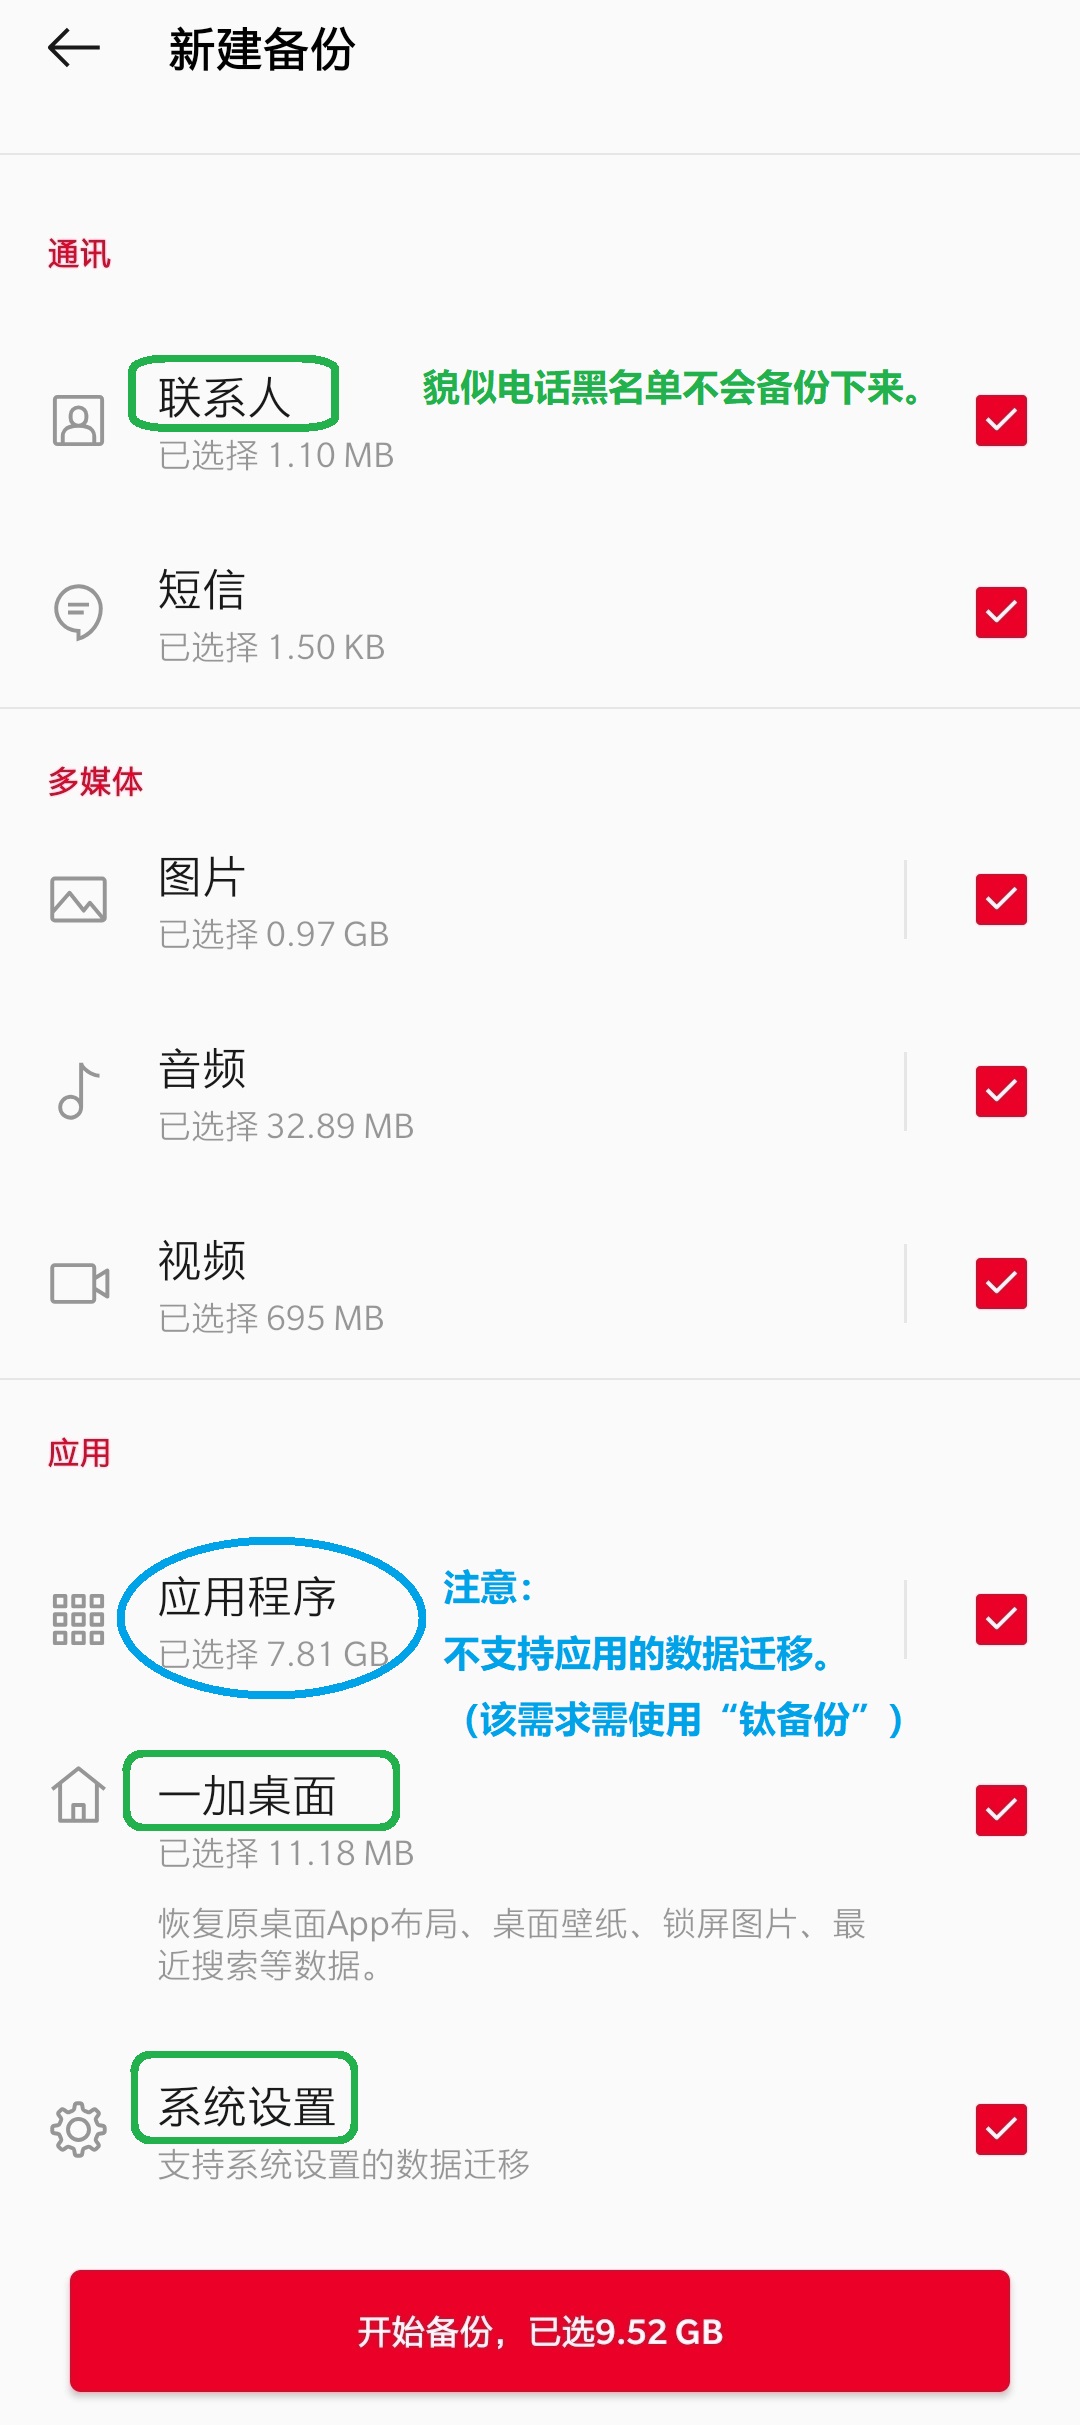 新建备份
通讯
联系人
貌似电话黑名单不会备份下来。
已选择 1.10 MB
短信
已选择 1.50 KB
多媒体
图片
已选择 0.97 GB
音频
已选择 32.89 MB
视频
已选择 695 MB
应用
应用程序
已选择 7.81 GB
注意：
不支持应用的数据迁移。
（该需求需使用“钛备份”）
一加桌面
已选择 11.18 MB
恢复原桌面App布局、桌面壁纸、锁屏图片、最
近搜索等数据。
系统设置
支持系统设置的数据迁移
开始备份，已选9.52 GB